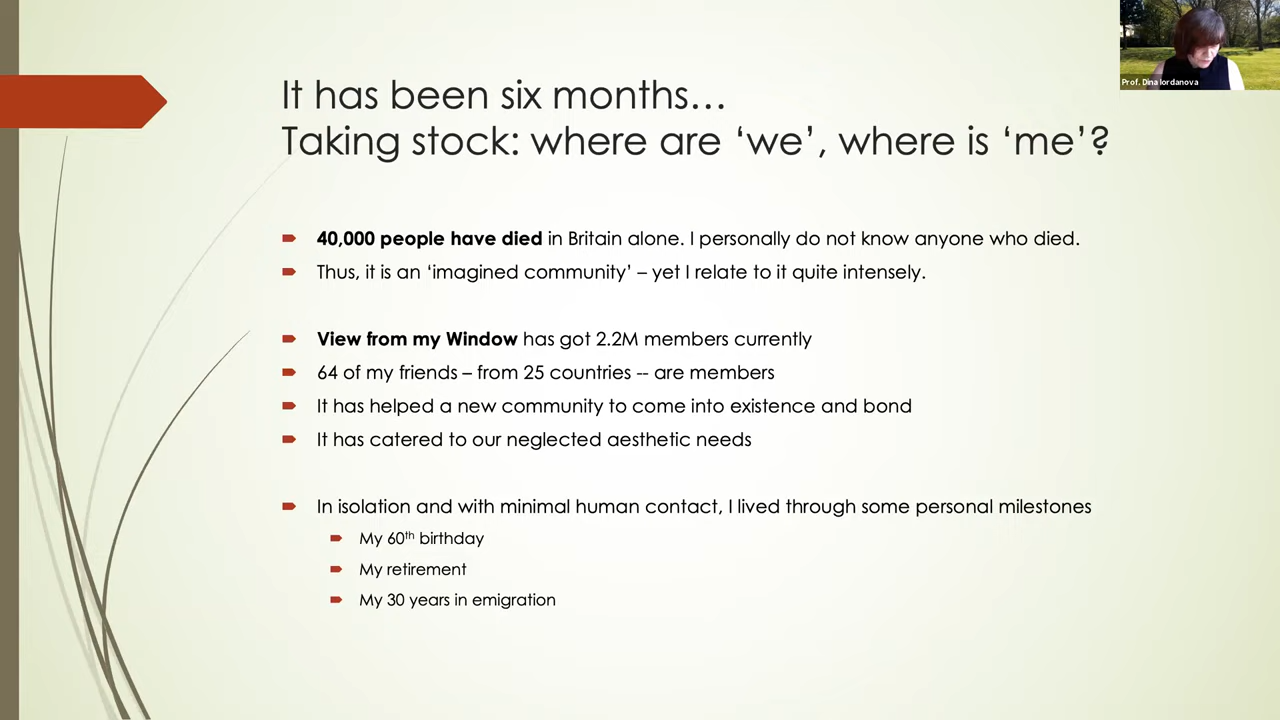 Prof. Dina Iordanova
It has been six months…
Taking stock: where are ‘we’, where is ‘me’?
40,000 people have died in Britain alone. I personally do not know anyone who died.
Thus, it is an ‘imagined community’ – yet I relate to it quite intensely.
View from my Window has got 2.2M members currently
64 of my friends – from 25 countries -- are members
It has helped a new community to come into existence and bond
It has catered to our neglected aesthetic needs
In isolation and with minimal human contact, I lived through some personal milestones
My 60th birthday
My retirement
My 30 years in emigration